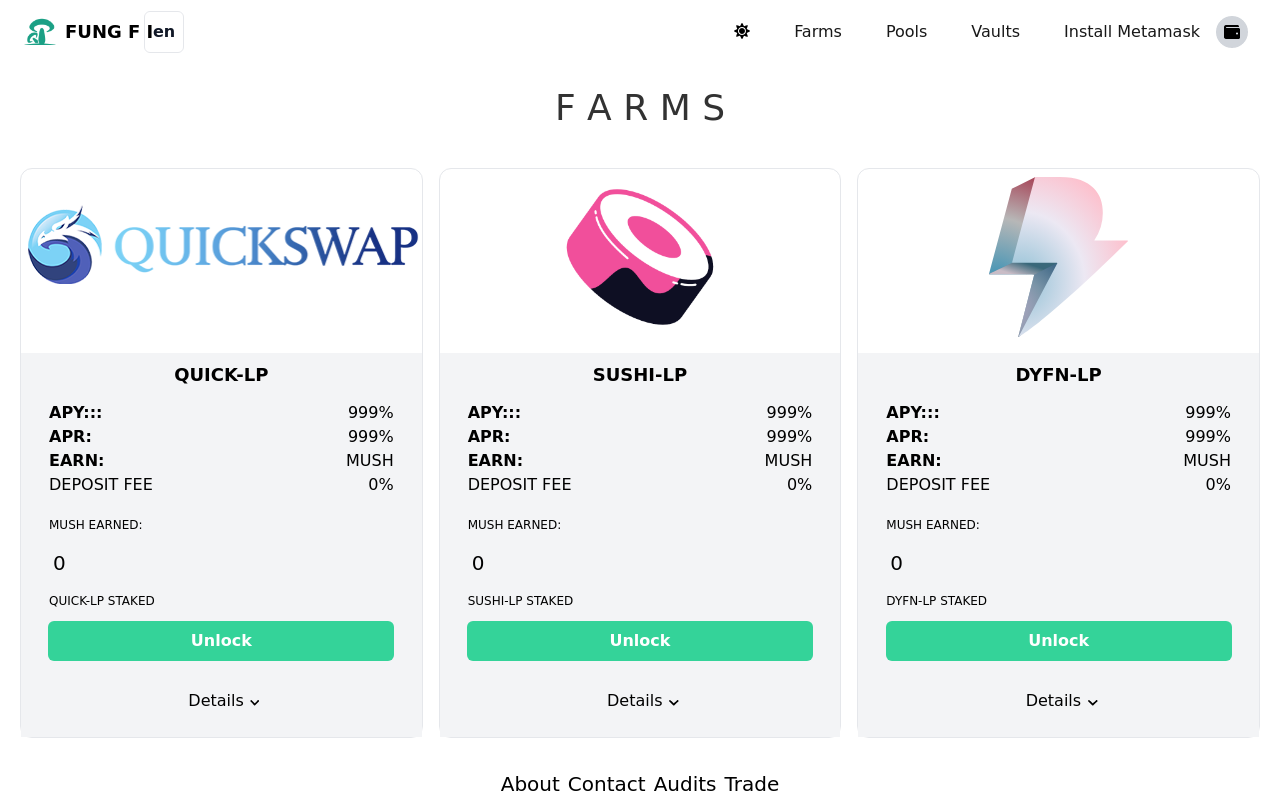 FUNG F I en Farms Pools Vaults Install Metamask
FARMS
QUICKSWAP
QUICK-LP
APY::: 999%
APR: 999%
EARN: MUSH
DEPOSIT FEE 0%
MUSH EARNED:
0
QUICK-LP STAKED
Unlock
Details
SUSHI-LP
APY::: 999%
APR: 999%
EARN: MUSH
DEPOSIT FEE 0%
MUSH EARNED:
0
SUSHI-LP STAKED
Unlock
Details
DYFN-LP
APY::: 999%
APR: 999%
EARN: MUSH
DEPOSIT FEE 0%
MUSH EARNED:
0
DYFN-LP STAKED
Unlock
Details
About Contact Audits Trade